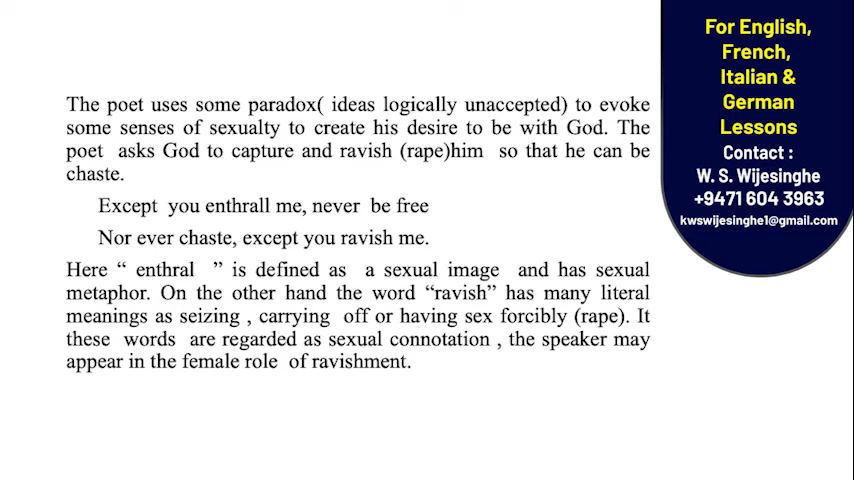 The poet uses some paradox( ideas logically unaccepted) to evoke
some senses of sexualty to create his desire to be with God. The
poet asks God to capture and ravish (rape)him so that he can be
chaste.
Except you enthrall me, never be free
Nor ever chaste, except you ravish me.
Here “ enthral ” is defined as a sexual image and has sexual
metaphor. On the other hand the word “ravish” has many literal
meanings as seizing , carrying off or having sex forcibly (rape). It
these words are regarded as sexual connotation , the speaker may
appear in the female role of ravishment.
For English,
French,
Italian &
German
Lessons
Contact :
W. S. Wijesinghe
+9471 604 3963
kwswijesinghe1@gmail.com